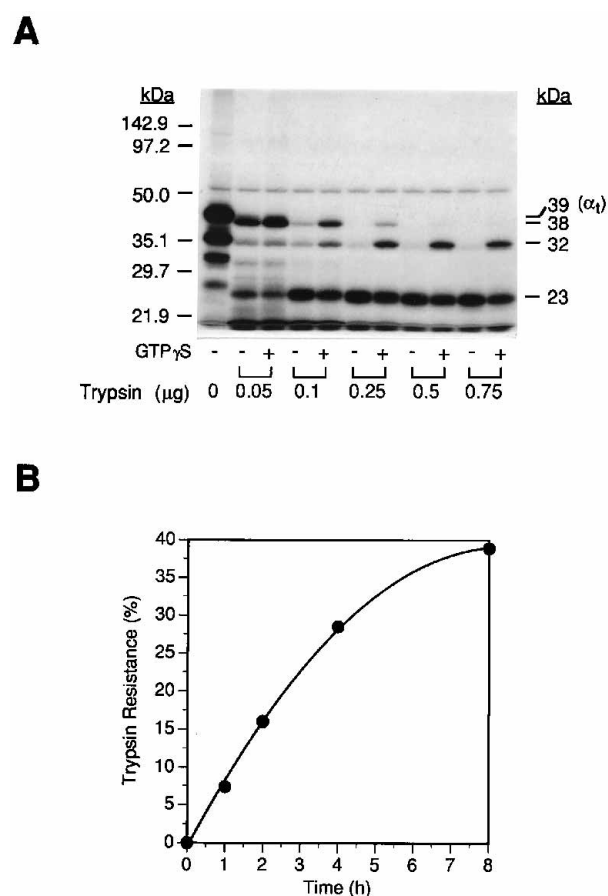 A
kDa kDa
142.9
97.2
50.0
39 (αt)
38
35.1
32
29.7
23
21.9
GTPγS - - + - + - + - + - +
Trypsin (μg) 0 0.05 0.1 0.25 0.5 0.75
B
40
35
30
25
20
15
10
5
0
Trypsin Resistance (%)
0 1 2 3 4 5 6 7 8
Time (h)